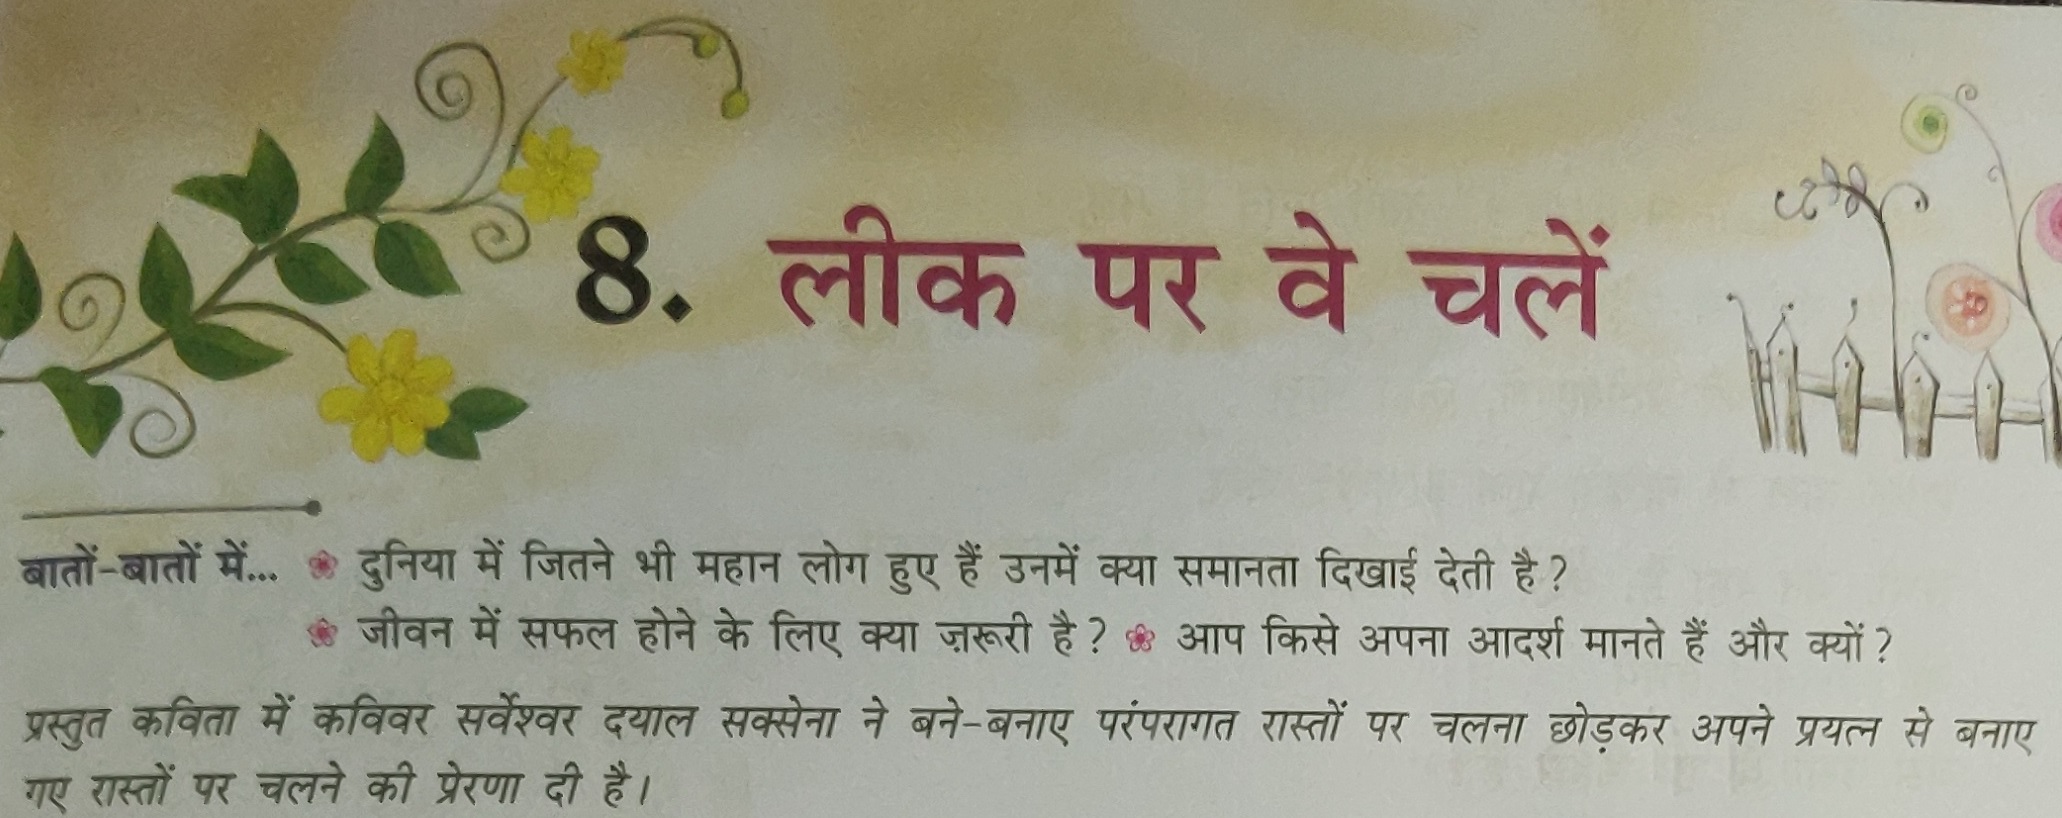 8. लीक पर वे चलें
बातों-बातों में... दुनिया में जितने भी महान लोग हुए हैं उनमें क्या समानता दिखाई देती है?
जीवन में सफल होने के लिए क्या ज़रूरी है? आप किसे अपना आदर्श मानते हैं और क्यों?
प्रस्तुत कविता में कविवर सर्वेश्वर दयाल सक्सेना ने बने-बनाए परंपरागत रास्तों पर चलना छोड़कर अपने प्रयत्न से बनाए
गए रास्तों पर चलने की प्रेरणा दी है।